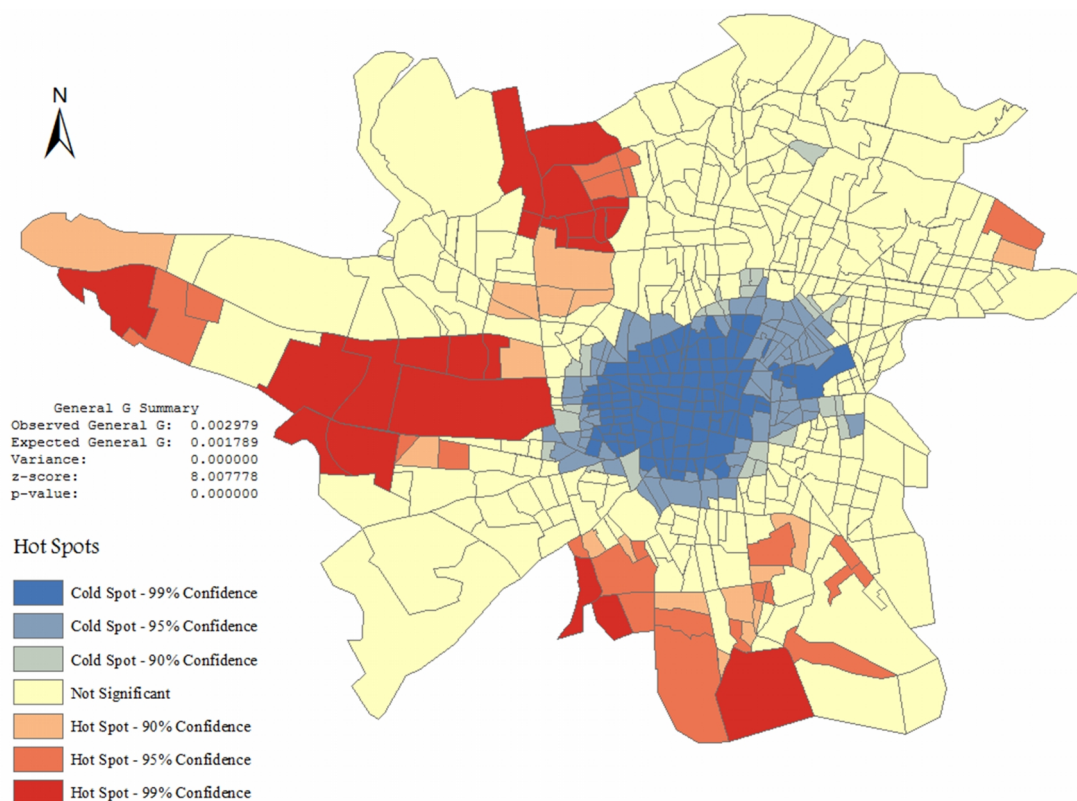 N
General G Summary
Observed General G: 0.002979
Expected General G: 0.001789
Variance: 0.000000
z-score: 8.007778
p-value: 0.000000
Hot Spots
Cold Spot - 99% Confidence
Cold Spot - 95% Confidence
Cold Spot - 90% Confidence
Not Significant
Hot Spot - 90% Confidence
Hot Spot - 95% Confidence
Hot Spot - 99% Confidence